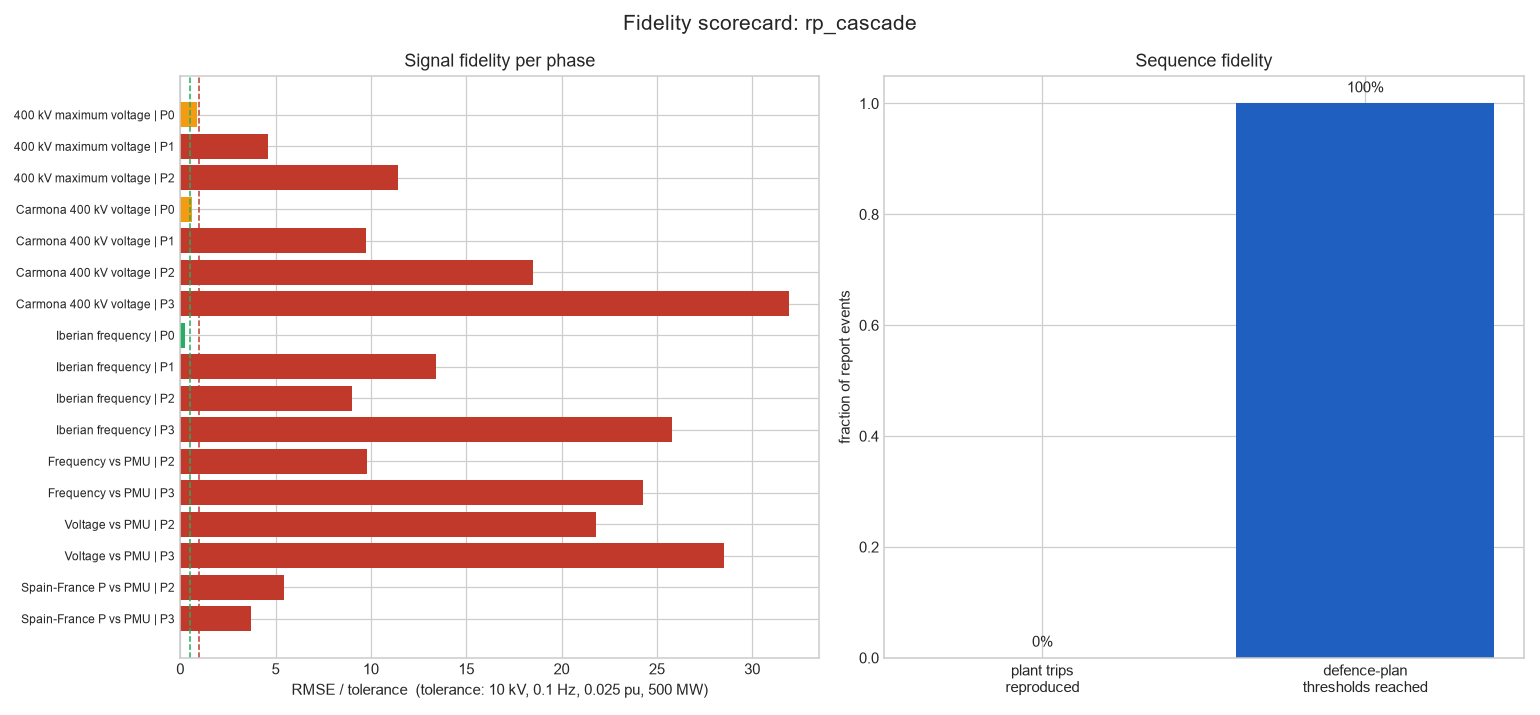 Fidelity scorecard: rp_cascade
Signal fidelity per phase
400 kV maximum voltage | P0
400 kV maximum voltage | P1
400 kV maximum voltage | P2
Carmona 400 kV voltage | P0
Carmona 400 kV voltage | P1
Carmona 400 kV voltage | P2
Carmona 400 kV voltage | P3
Iberian frequency | P0
Iberian frequency | P1
Iberian frequency | P2
Iberian frequency | P3
Frequency vs PMU | P2
Frequency vs PMU | P3
Voltage vs PMU | P2
Voltage vs PMU | P3
Spain-France P vs PMU | P2
Spain-France P vs PMU | P3
0 5 10 15 20 25 30
RMSE / tolerance (tolerance: 10 kV, 0.1 Hz, 0.025 pu, 500 MW)
Sequence fidelity
fraction of report events
1.0
0.8
0.6
0.4
0.2
0.0
0%
100%
plant trips
reproduced
defence-plan
thresholds reached